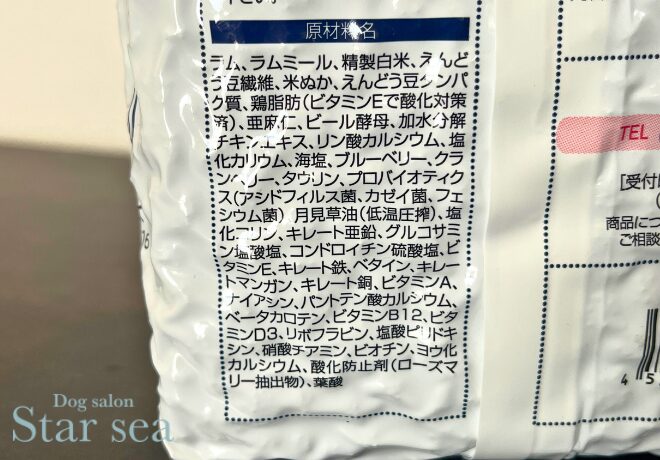 原材料名
ラム、ラムミール、精製白米、えんど
う豆繊維、米ぬか、えんどう豆タンパ
ク質、鶏脂肪(ビタミンEで酸化対策
済)、亜麻仁、ビール酵母、加水分解
チキンエキス、リン酸カルシウム、塩
化カリウム、海塩、ブルーベリー、クラ
ンベリー、タウリン、プロバイオティク
ス(アシドフィルス菌、カゼイ菌、フェ
シウム菌) 月見草油(低温圧搾)、塩
化コリン、キレート亜鉛、グルコサミ
ン塩酸塩、コンドロイチン硫酸塩、ビ
タミンE、キレート鉄、ベタイン、キレー
トマンガン、キレート銅、ビタミンA、
ナイアシン、パントテン酸カルシウム、
ベータカロテン、ビタミンB12、ビタ
ミンD3、リボフラビン、塩酸ピリドキ
シン、硝酸チアミン、ビオチン、ヨウ化
カルシウム、酸化防止剤(ローズマ
リー抽出物)、葉酸
TEL
[受付
商品につ
ご相談
4 5
Dog salon
Star sea